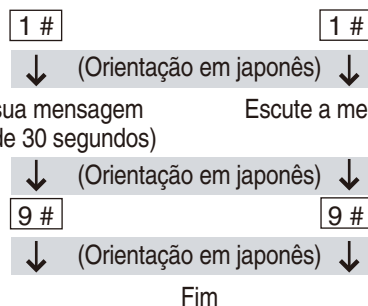 1 # 1 #
↓ (Orientação em japonês) ↓
sua mensagem Escute a me
de 30 segundos)
↓ (Orientação em japonês) ↓
9 # 9 #
↓ (Orientação em japonês) ↓
Fim